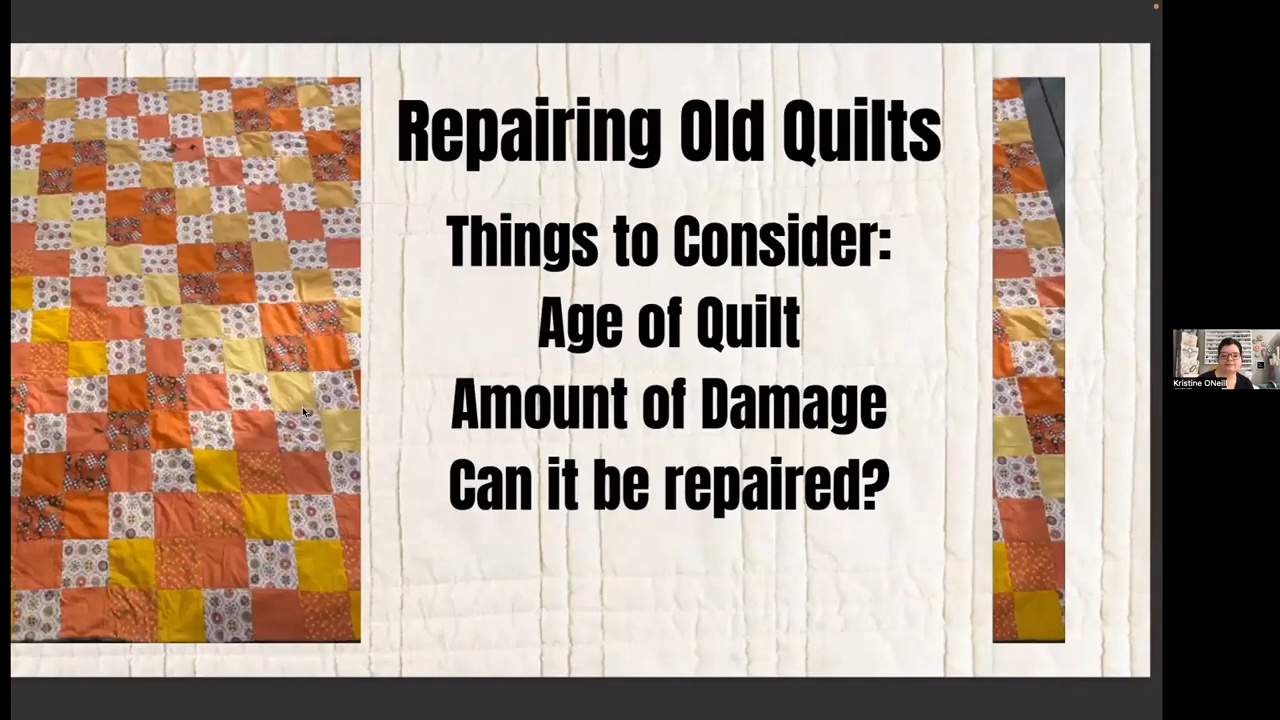 Repairing Old Quilts
Things to Consider:
Age of Quilt
Amount of Damage
Can it be repaired?
Kristine ONeill